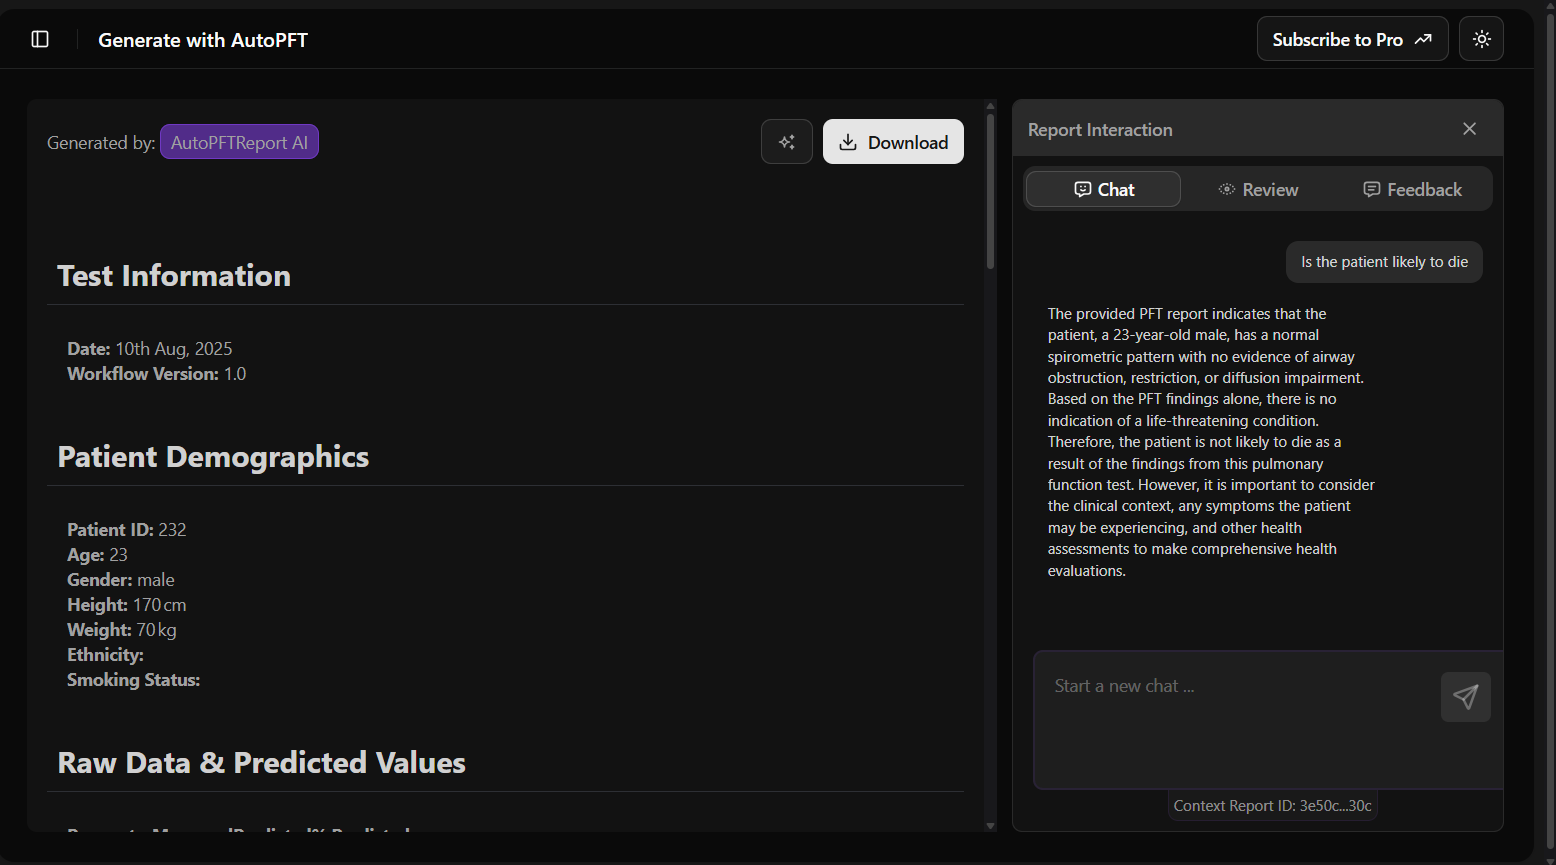 Generate with AutoPFT
Subscribe to Pro
Generated by: AutoPFTReport AI
Download
Test Information
Date: 10th Aug, 2025
Workflow Version: 1.0
Patient Demographics
Patient ID: 232
Age: 23
Gender: male
Height: 170 cm
Weight: 70 kg
Ethnicity:
Smoking Status:
Raw Data & Predicted Values
Report Interaction
Chat
Review
Feedback
Is the patient likely to die
The provided PFT report indicates that the
patient, a 23-year-old male, has a normal
spirometric pattern with no evidence of airway
obstruction, restriction, or diffusion impairment.
Based on the PFT findings alone, there is no
indication of a life-threatening condition.
Therefore, the patient is not likely to die as a
result of the findings from this pulmonary
function test. However, it is important to consider
the clinical context, any symptoms the patient
may be experiencing, and other health
assessments to make comprehensive health
evaluations.
Start a new chat ...
Context Report ID: 3e50c...30c